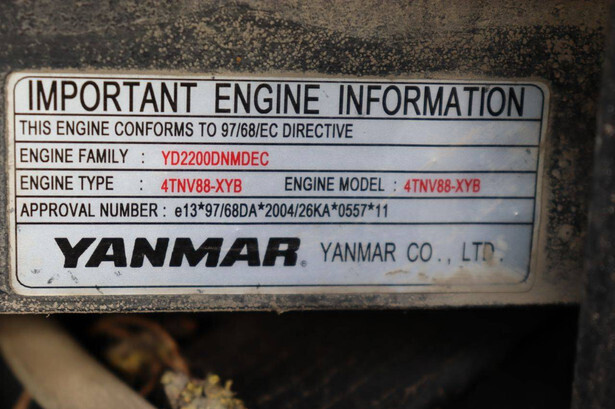 IMPORTANT ENGINE INFORMATION
THIS ENGINE CONFORMS TO 97/68/EC DIRECTIVE
ENGINE FAMILY : YD2200DNMDEC
ENGINE TYPE : 4TNV88-XYB ENGINE MODEL : 4TNV88-XYB
APPROVAL NUMBER : e13*97/68DA*2004/26KA*0557*11
YANMAR® YANMAR CO., LTD.